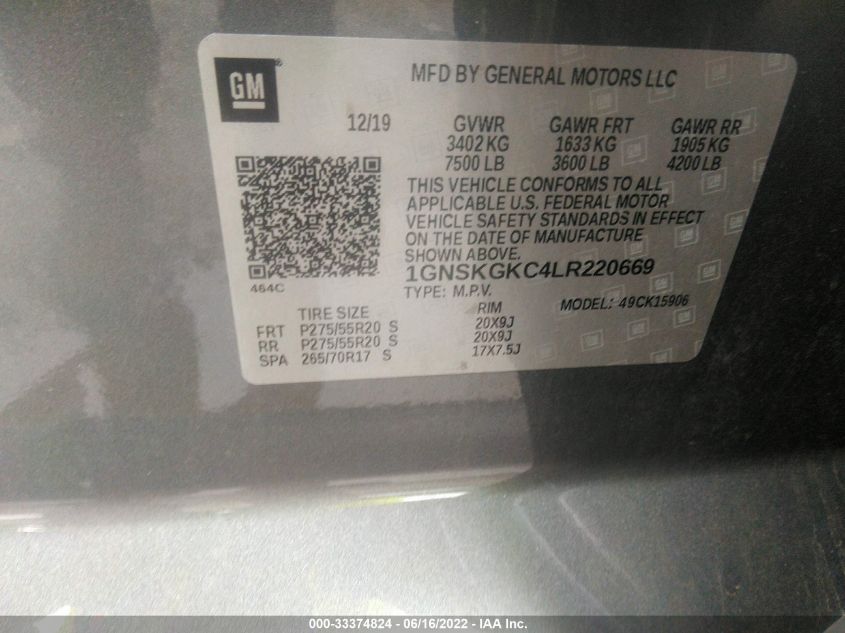 GM
MFD BY GENERAL MOTORS LLC
12/19 GVWR GAWR FRT GAWR RR
3402 KG 1633 KG 1905 KG
7500 LB 3600 LB 4200 LB
THIS VEHICLE CONFORMS TO ALL
APPLICABLE U.S. FEDERAL MOTOR
VEHICLE SAFETY STANDARDS IN EFFECT
ON THE DATE OF MANUFACTURE
SHOWN ABOVE.
1GNSKGKC4LR220669
464C
TYPE: M.P.V. MODEL: 49CK15906
TIRE SIZE RIM
FRT P275/55R20 S 20X9J
RR P275/55R20 S 20X9J
SPA 265/70R17 S 17X7.5J
000-33374824 - 06/16/2022 - IAA Inc.